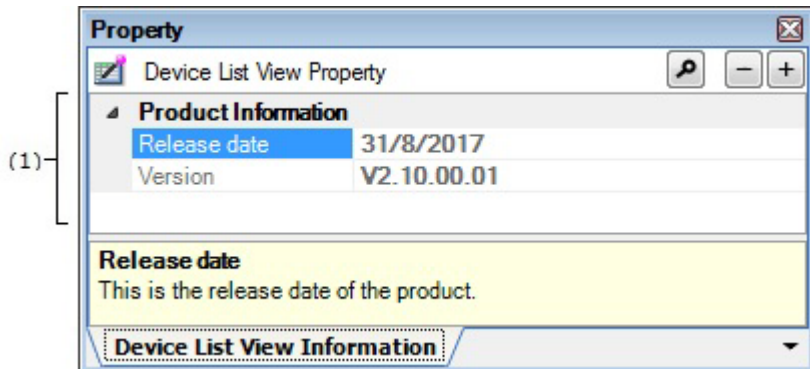 Property
Device List View Property
(1)
Product Information
Release date 31/8/2017
Version V2.10.00.01
Release date
This is the release date of the product.
Device List View Information